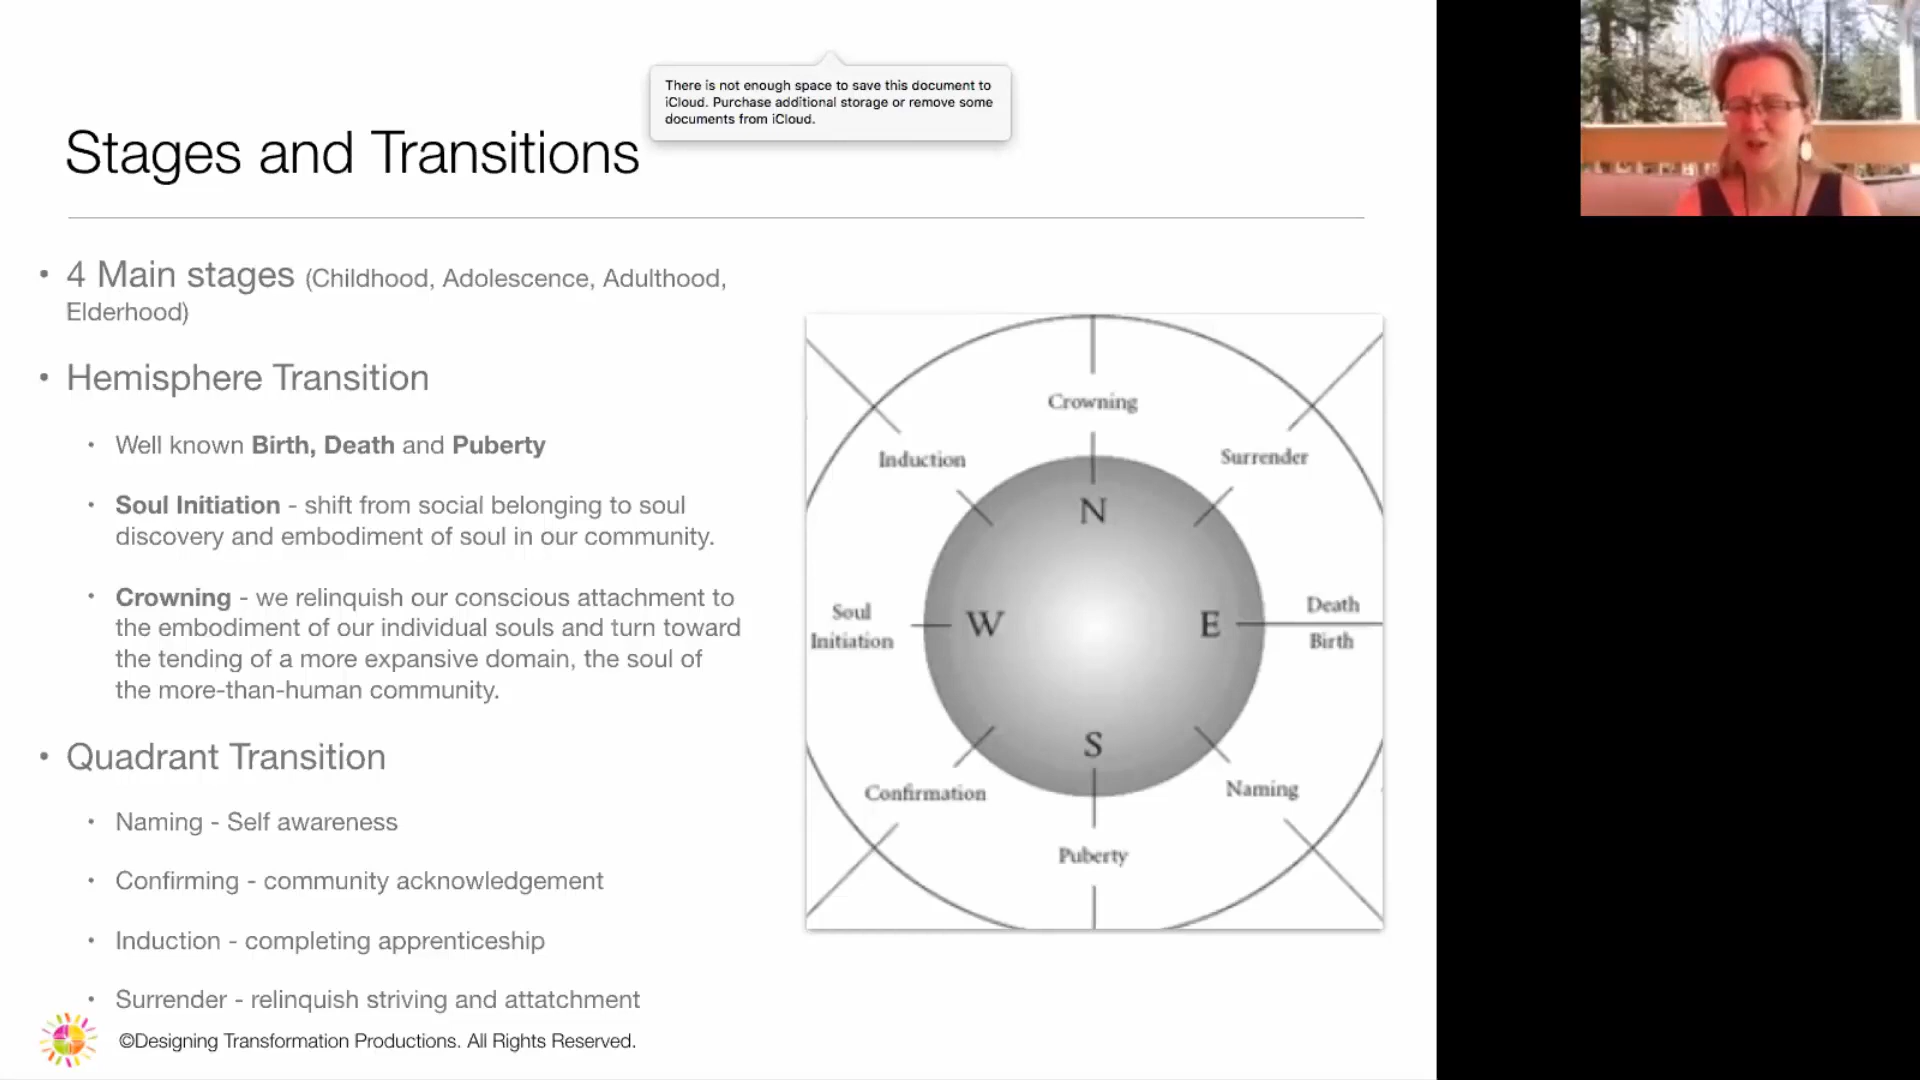 There is not enough space to save this document to
iCloud. Purchase additional storage or remove some
documents from iCloud.
Stages and Transitions
• 4 Main stages (Childhood, Adolescence, Adulthood,
Elderhood)
• Hemisphere Transition
• Well known Birth, Death and Puberty
• Soul Initiation - shift from social belonging to soul
discovery and embodiment of soul in our community.
• Crowning - we relinquish our conscious attachment to
the embodiment of our individual souls and turn toward
the tending of a more expansive domain, the soul of
the more-than-human community.
• Quadrant Transition
• Naming - Self awareness
• Confirming - community acknowledgement
• Induction - completing apprenticeship
• Surrender - relinquish striving and attatchment
©Designing Transformation Productions. All Rights Reserved.
Crowning
Induction
Surrender
N
Soul
Initiation
W
E
Death
Birth
S
Confirmation
Naming
Puberty